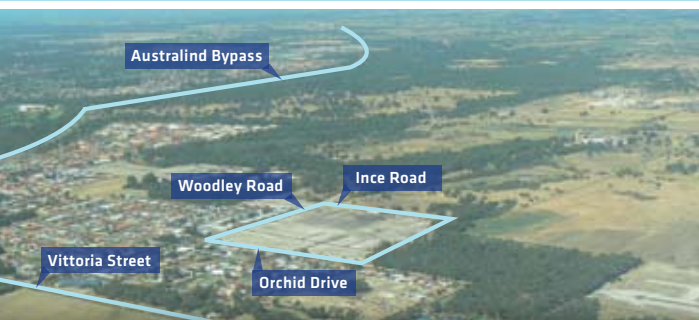 Australind Bypass
Woodley Road
Ince Road
Vittoria Street
Orchid Drive